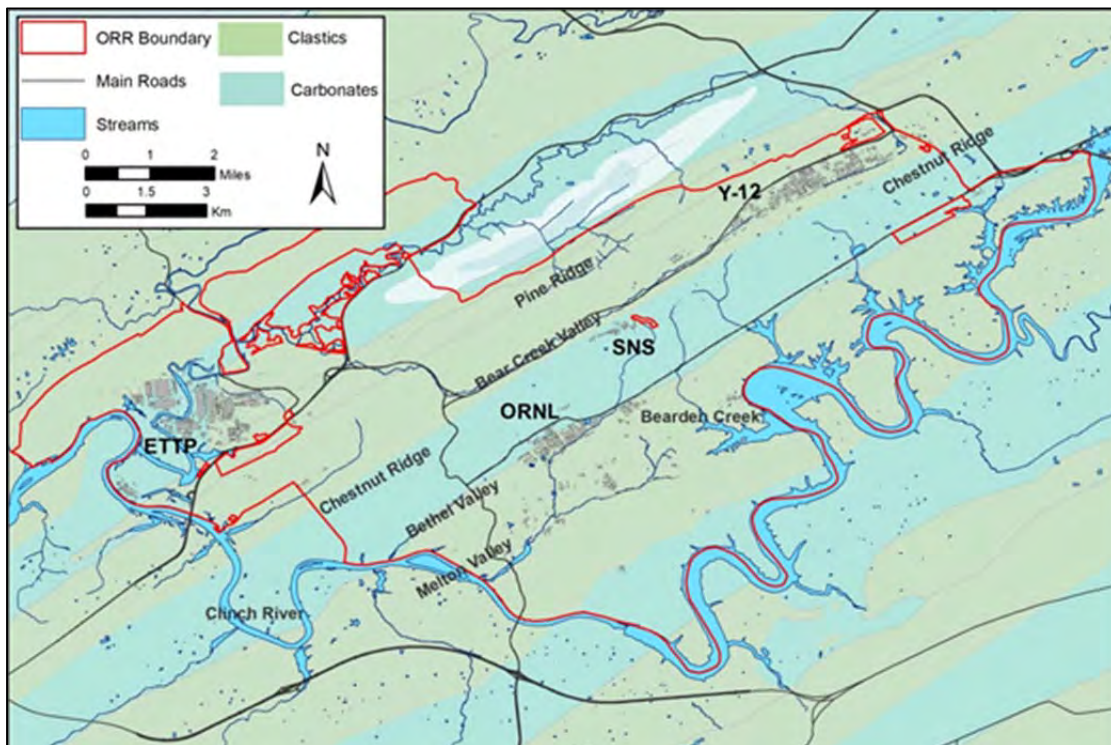 ORR Boundary
Clastics
Main Roads
Carbonates
Streams
0 1 2
Miles
0 1.5 3
Km
N
Chestnut Ridge
Y-12
Pine Ridge
Bear Creek Valley
SNS
ORNL
Bearden Creek
ETTP
Chestnut Ridge
Bethel Valley
Melton Valley
Clinch River